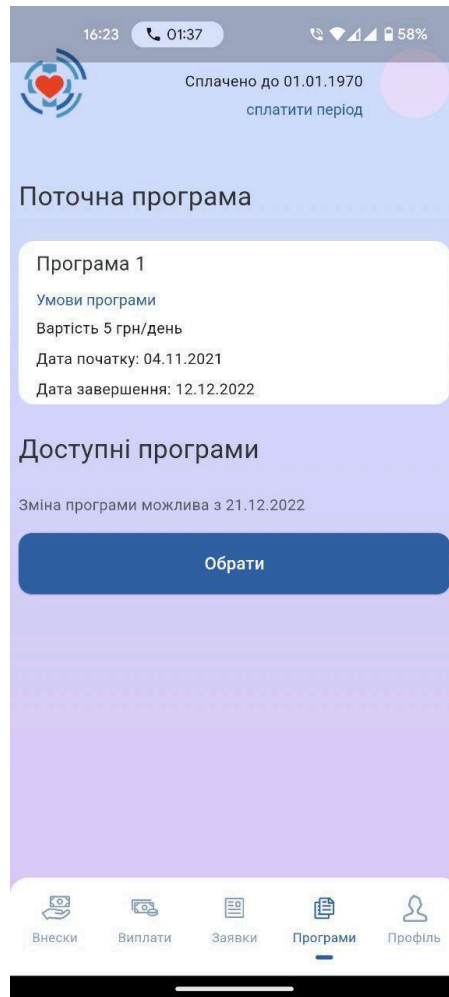 16:23 01:37 58%
Сплачено до 01.01.1970
сплатити період
Поточна програма
Програма 1
Умови програми
Вартість 5 грн/день
Дата початку: 04.11.2021
Дата завершення: 12.12.2022
Доступні програми
Зміна програми можлива з 21.12.2022
Обрати
Внески Виплати Заявки Програми Профіль